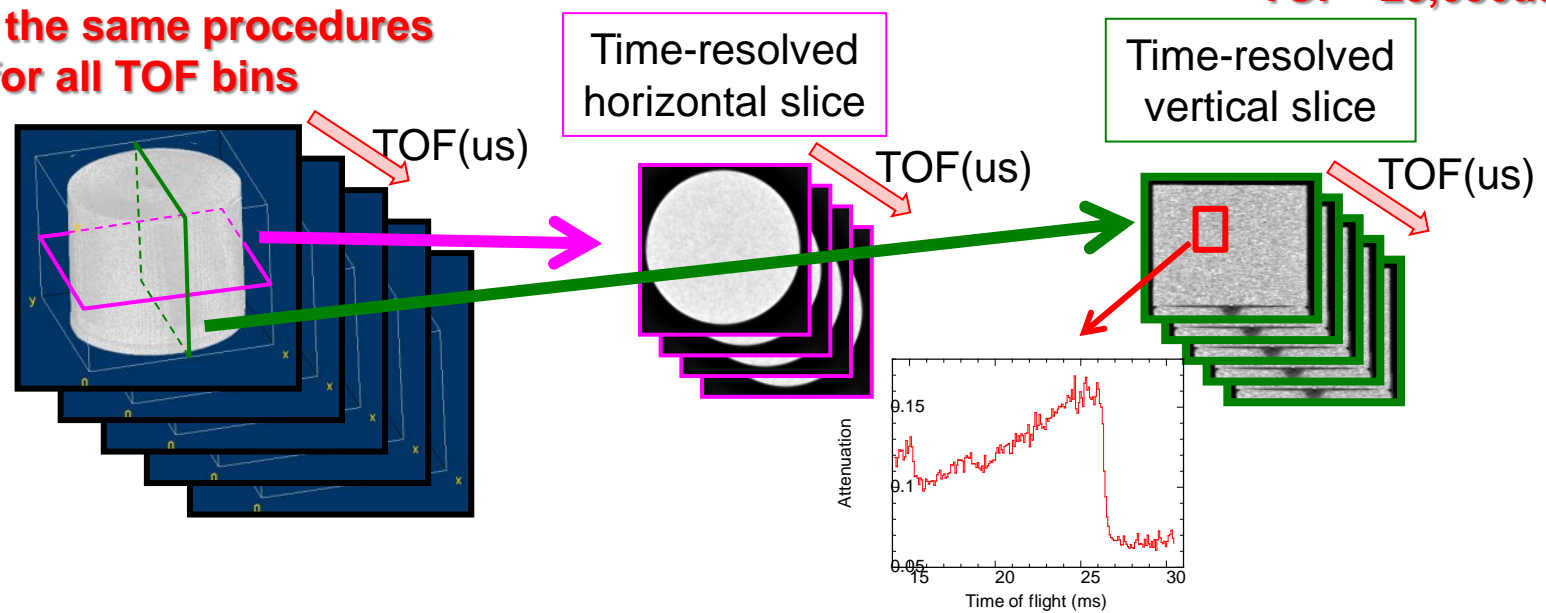 the same procedures
for all TOF bins
Time-resolved
horizontal slice
Time-resolved
vertical slice
TOF(us)
TOF(us)
TOF(us)
y
x
n
x
n
x
n
x
n
x
n
Attenuation
0.15
0.1
0.05
15
20
25
30
Time of flight (ms)